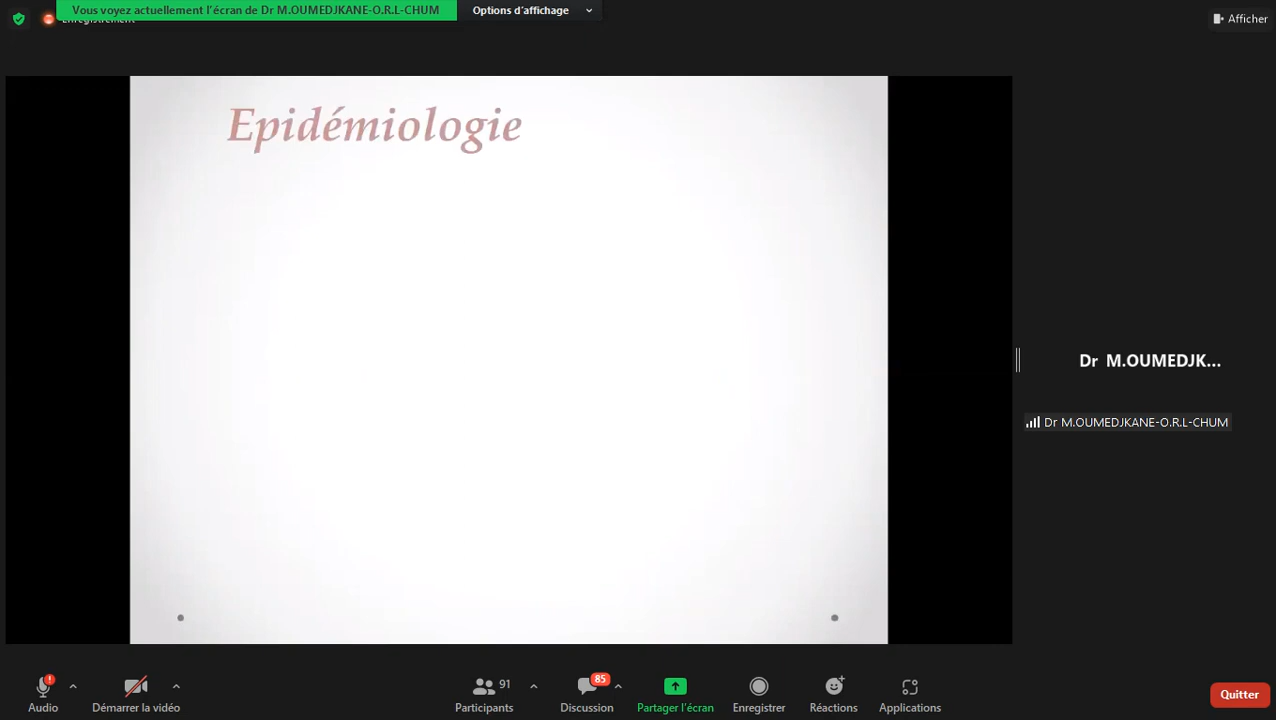 Vous voyez actuellement l'écran de Dr M.OUMEDJKANE-O.R.L-CHUM
Options d'affichage
Enregistrement
Afficher
Epidémiologie
Dr M.OUMEDJK...
Dr M.OUMEDJKANE-O.R.L-CHUM
Audio
Démarrer la vidéo
91
Participants
85
Discussion
Partager l'écran
Enregistrer
Réactions
Applications
Quitter